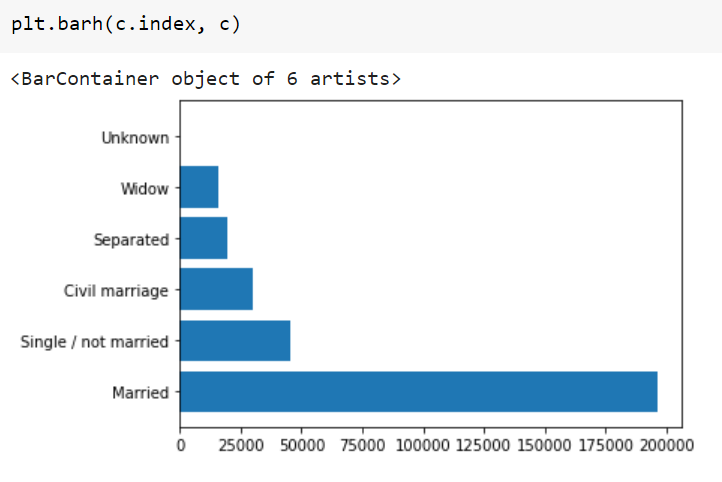 plt.barh(c.index, c)
<BarContainer object of 6 artists>
Unknown
Widow
Separated
Civil marriage
Single / not married
Married
0 25000 50000 75000 100000 125000 150000 175000 200000